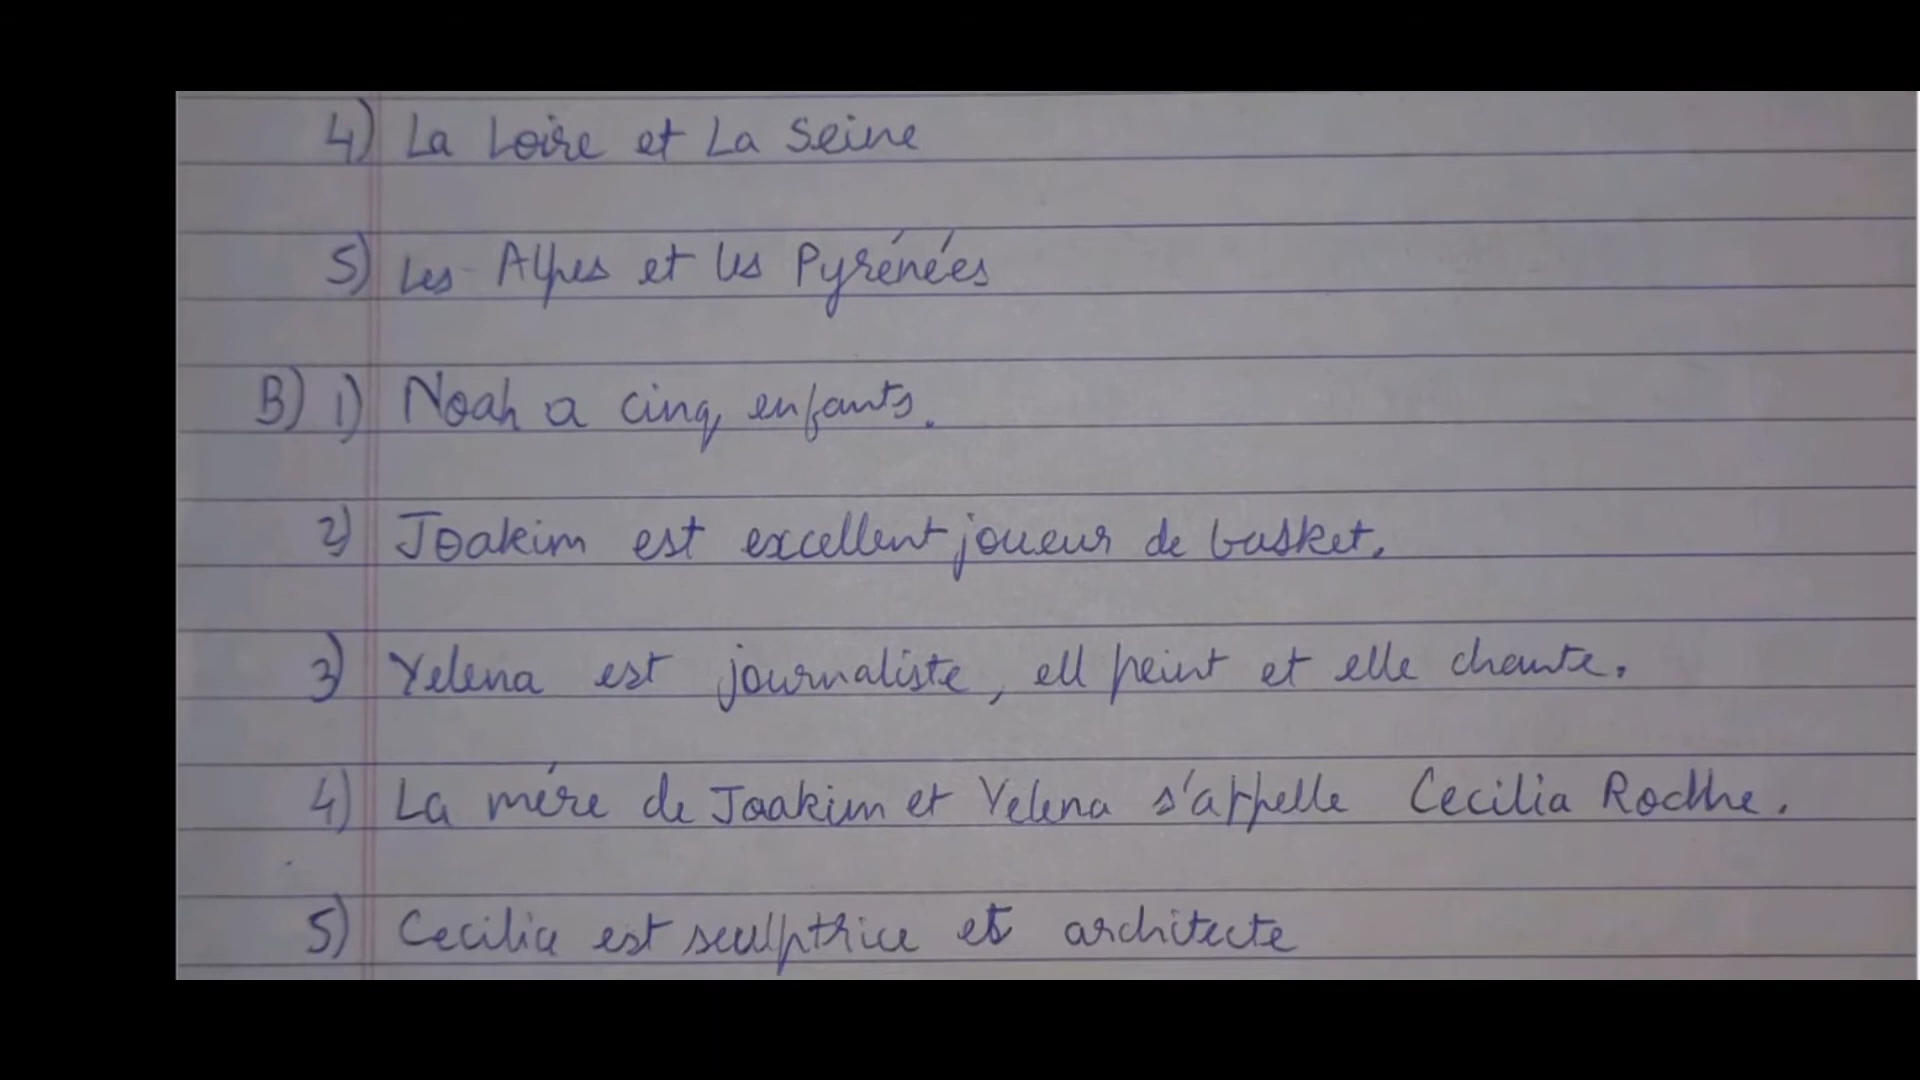 4) La Loire et La Seine
5) Les Alpes et les Pyrénées
B) 1) Noah a cinq enfants.
2) Joakim est excellent joueur de basket.
3) Yelena est journaliste, ell peint et elle chante.
4) La mére de Joakim et Yelena s'appelle Cecilia Rodhe.
5) Cecilia est sculptrice et architecte